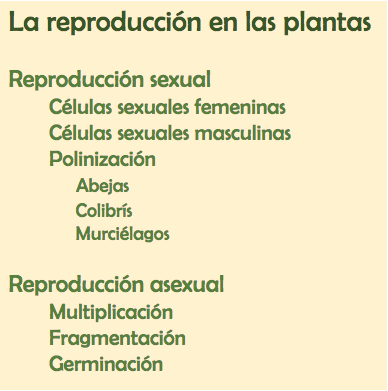 La reproducción en las plantas
Reproducción sexual
Células sexuales femeninas
Células sexuales masculinas
Polinización
Abejas
Colibrís
Murciélagos
Reproducción asexual
Multiplicación
Fragmentación
Germinación